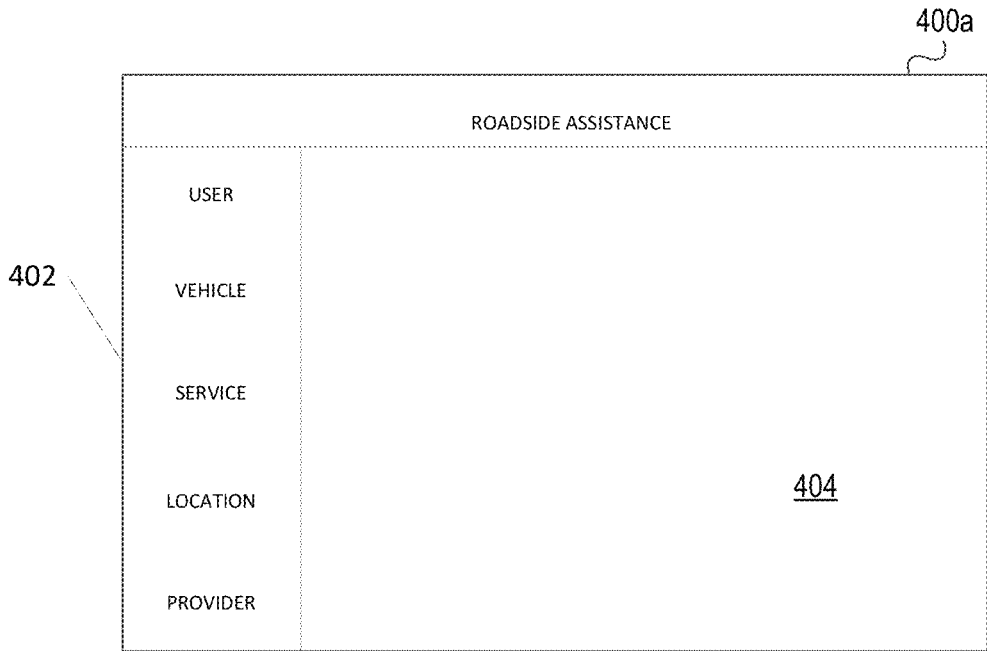 400a
ROADSIDE ASSISTANCE
USER
402
VEHICLE
SERVICE
404
LOCATION
PROVIDER